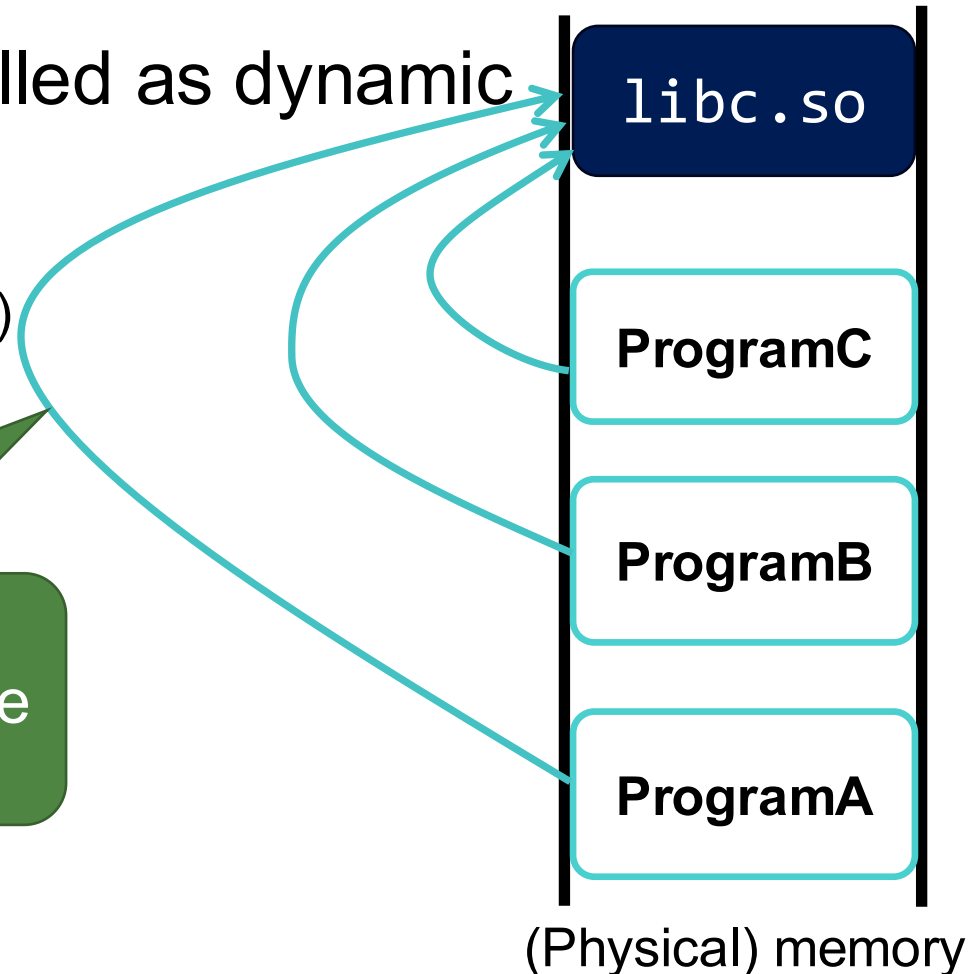 lled as dynamic
libc.so
)
ProgramC
ProgramB
e
ProgramA
(Physical) memory